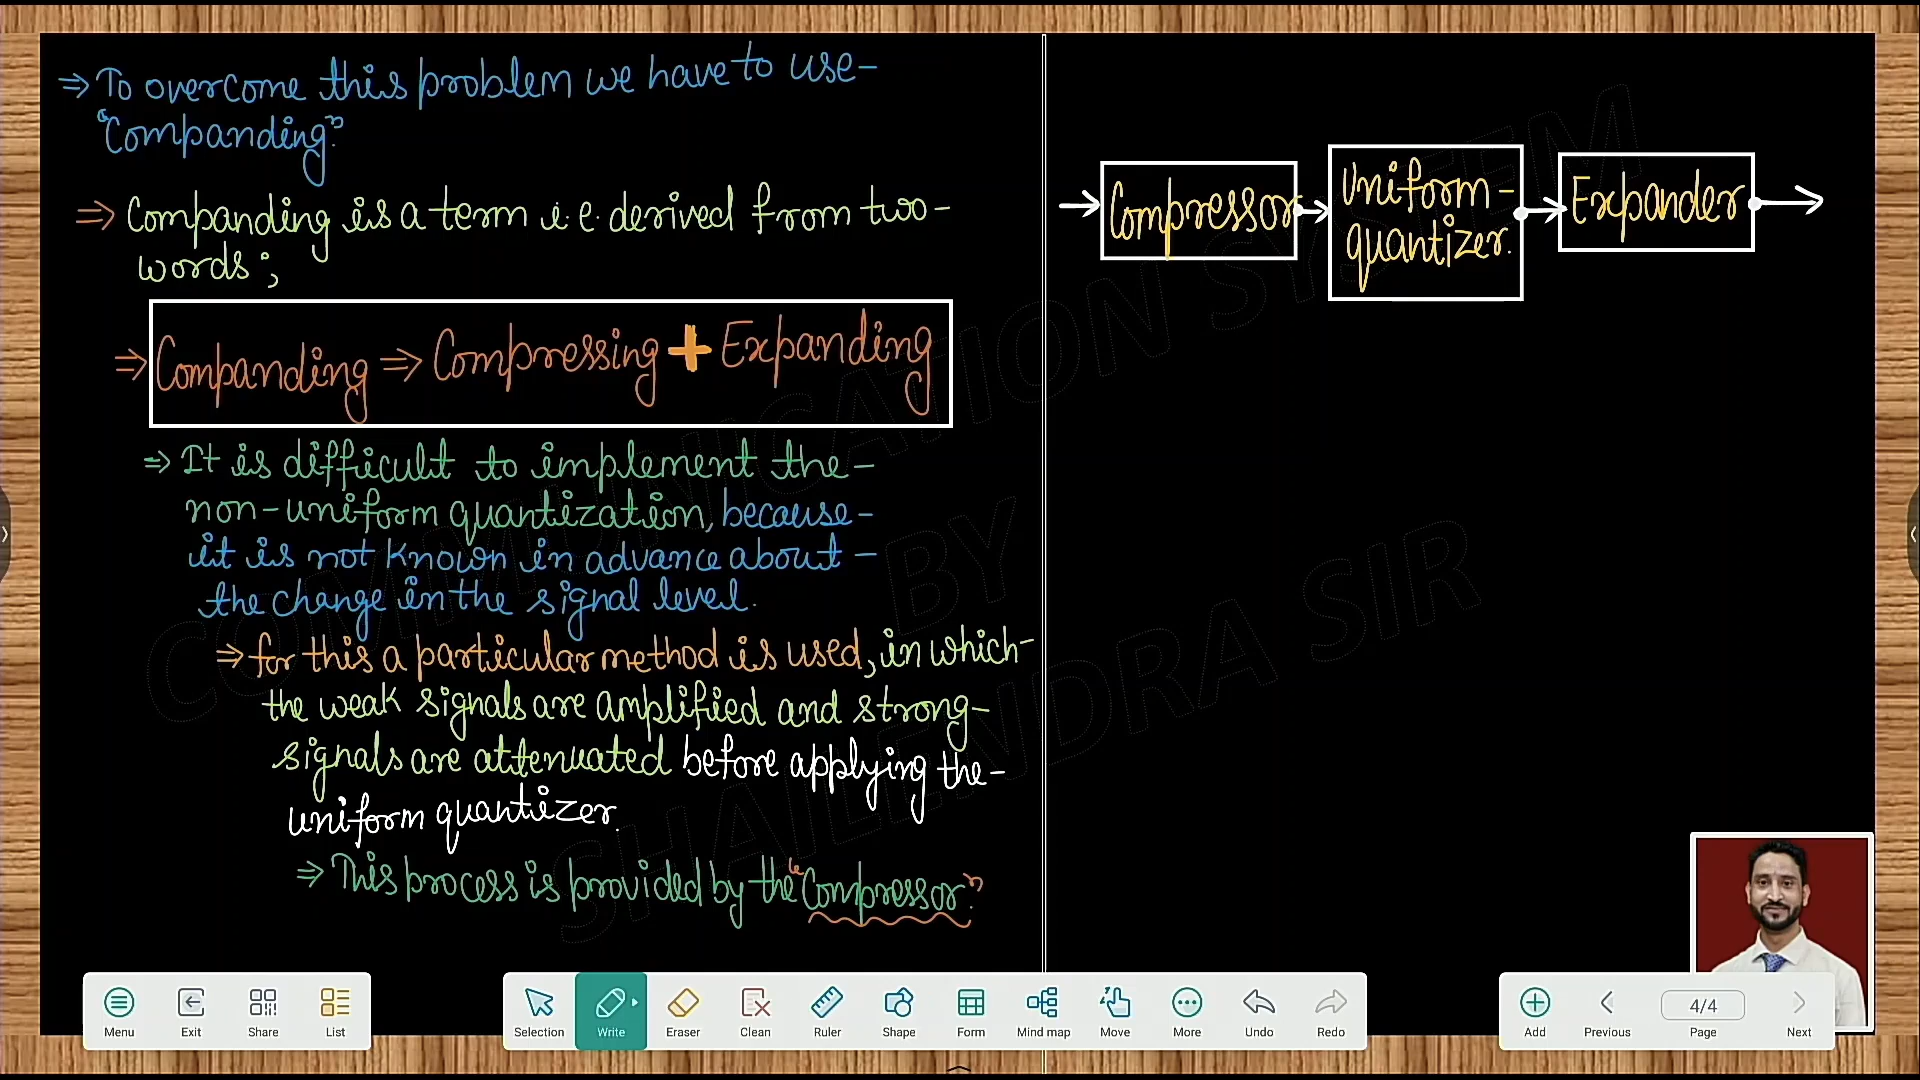 ⇒ To overcome this problem we have to use-
"Companding"
⇒ Companding is a term i.e. derived from two-
words;
⇒ Companding ⇒ Compressing + Expanding
⇒ It is difficult to implement the-
non-uniform quantization, because-
it is not known in advance about-
the change in the signal level.
⇒ for this a particular method is used, in which-
the weak signals are amplified and strong-
signals are attenuated before applying the-
uniform quantizer.
⇒ This process is provided by the "Compressor"
Compressor
Uniform-
quantizer.
Expander
COMMUNICATION SYSTEM
BY
SHAILENDRA SIR
Menu Exit Share List
Selection Write Eraser Clean Ruler Shape Form Mind map Move More Undo Redo
4/4
Add Previous Page Next